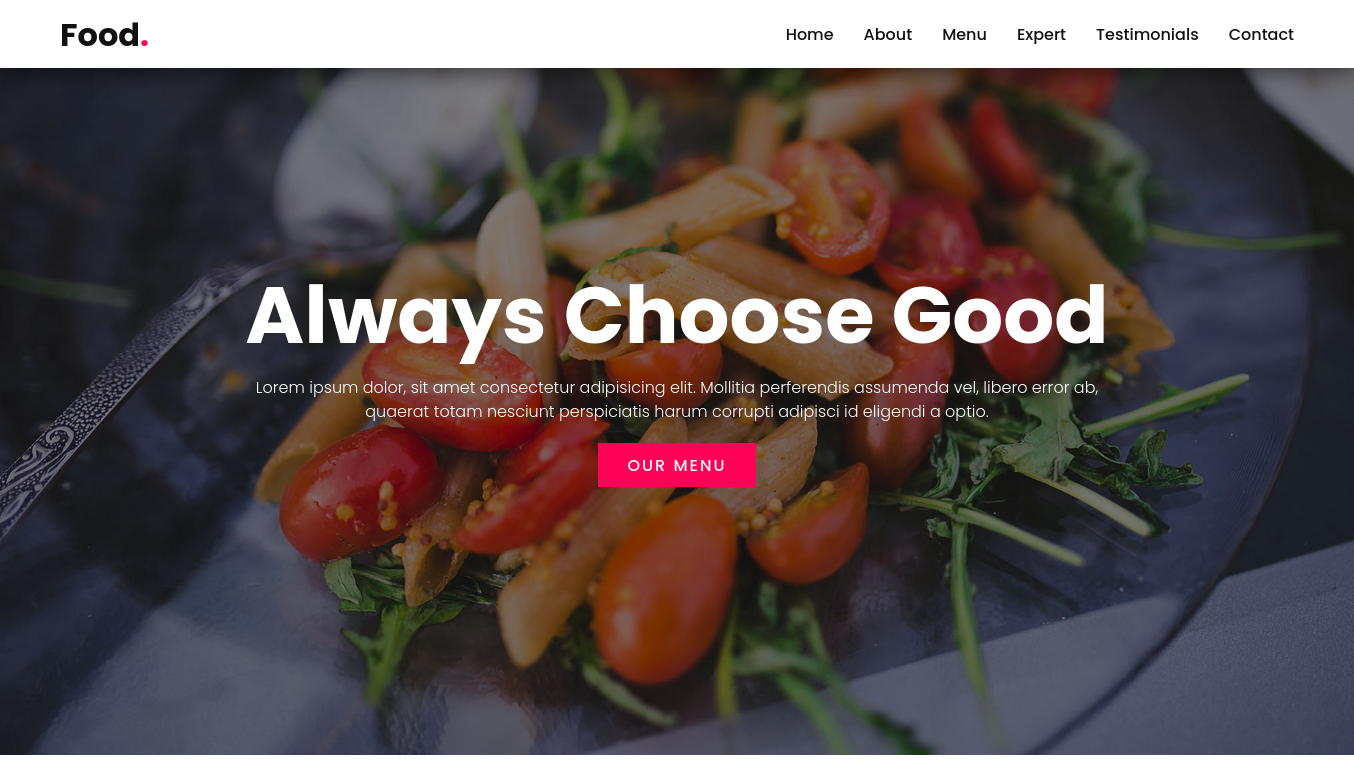 Food.
Home About Menu Expert Testimonials Contact
Always Choose Good
Lorem ipsum dolor, sit amet consectetur adipisicing elit. Mollitia perferendis assumenda vel, libero error ab,
quaerat totam nesciunt perspiciatis harum corrupti adipisci id eligendi a optio.
OUR MENU